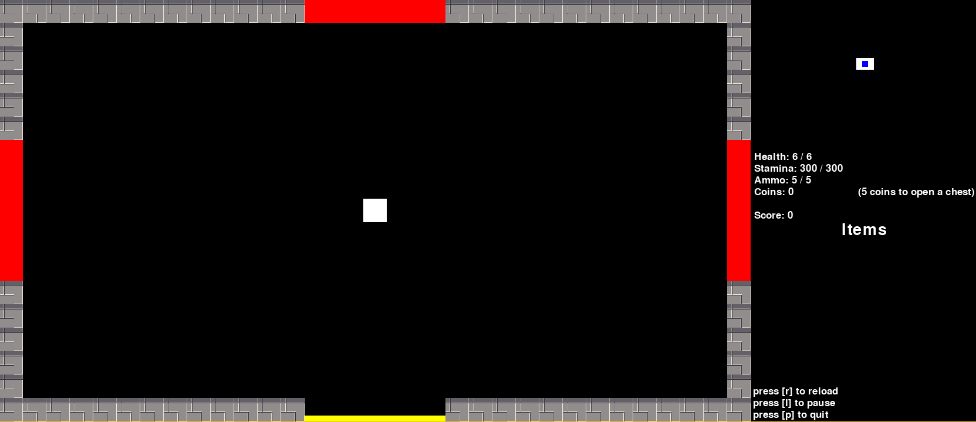 Health: 6 / 6
Stamina: 300 / 300
Ammo: 5 / 5
Coins: 0 (5 coins to open a chest)
Score: 0
Items
press [r] to reload
press [l] to pause
press [p] to quit